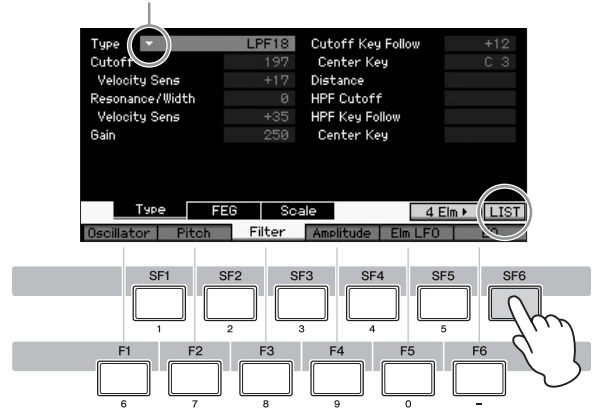 Type LPF18 Cutoff Key Follow +12
Cutoff 197 Center Key C 3
Velocity Sens +17 Distance
Resonance/Width 0 HPF Cutoff
Velocity Sens +35 HPF Key Follow
Gain 250 Center Key
Type FEG Scale 4 Elm LIST
Oscillator Pitch Filter Amplitude Elm LFO EQ
SF1 SF2 SF3 SF4 SF5 SF6
1 2 3 4 5
F1 F2 F3 F4 F5 F6
6 7 8 9 0 -